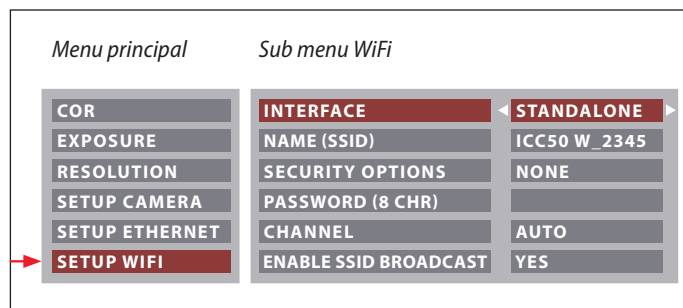 Menu principal Sub menu WiFi
COR INTERFACE STANDALONE
EXPOSURE NAME (SSID) ICC50 W_2345
RESOLUTION SECURITY OPTIONS NONE
SETUP CAMERA PASSWORD (8 CHR)
SETUP ETHERNET CHANNEL AUTO
SETUP WIFI ENABLE SSID BROADCAST YES